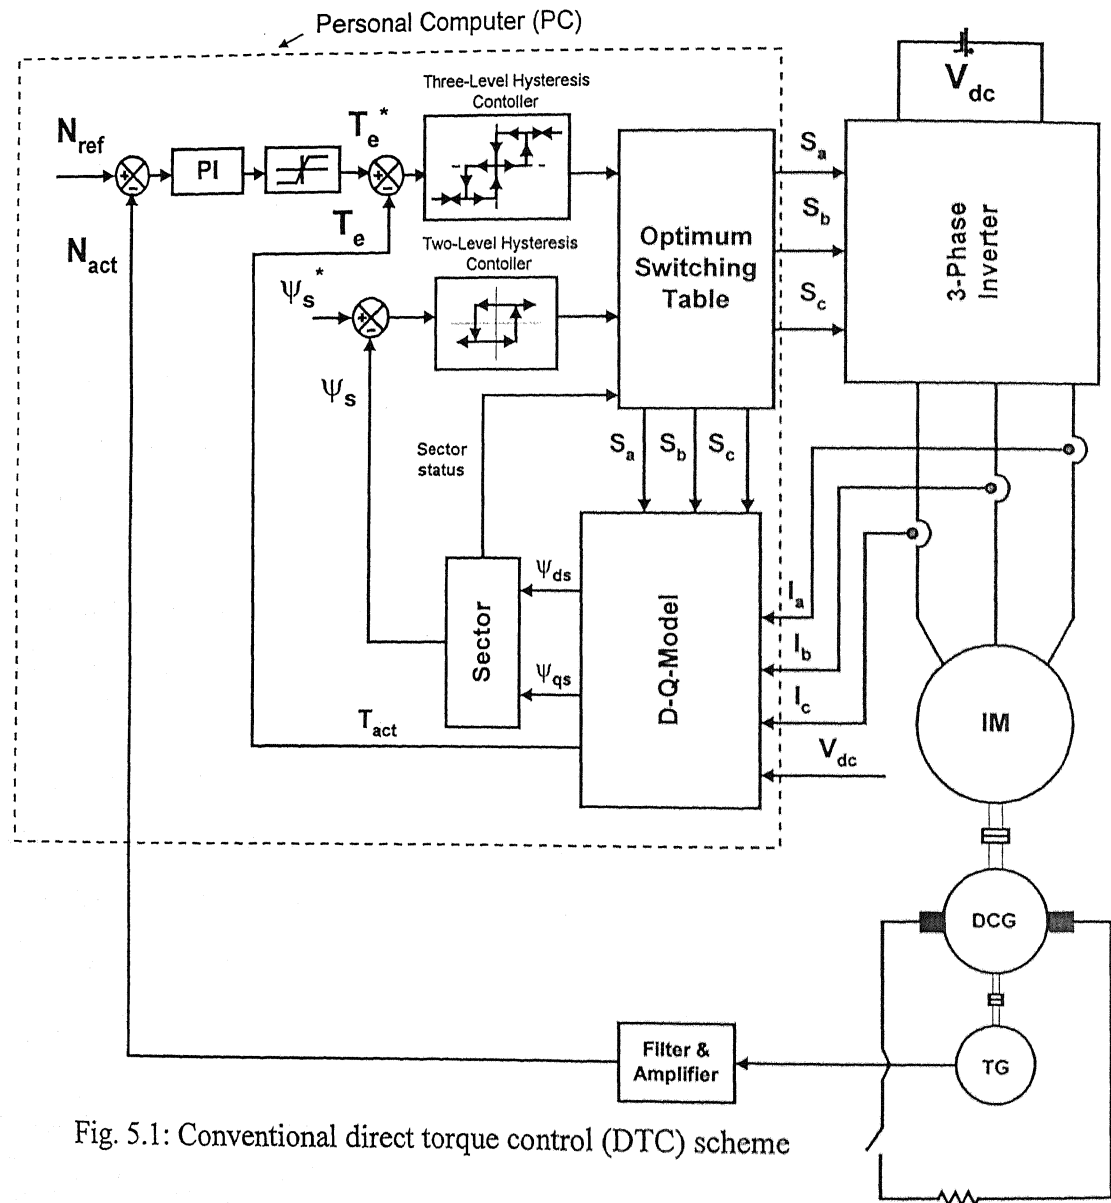 Personal Computer (PC)
Three-Level Hysteresis
Contoller
V_dc
N_ref
T_e^*
PI
S_a
S_b
S_c
Optimum
Switching
Table
3-Phase
Inverter
N_act
T_e
Two-Level Hysteresis
Contoller
ψ_s^*
ψ_s
Sector
status
S_a
S_b
S_c
ψ_ds
ψ_qs
Sector
D-Q-Model
I_a
I_b
I_c
V_dc
T_act
IM
DCG
TG
Filter &
Amplifier
Fig. 5.1: Conventional direct torque control (DTC) scheme